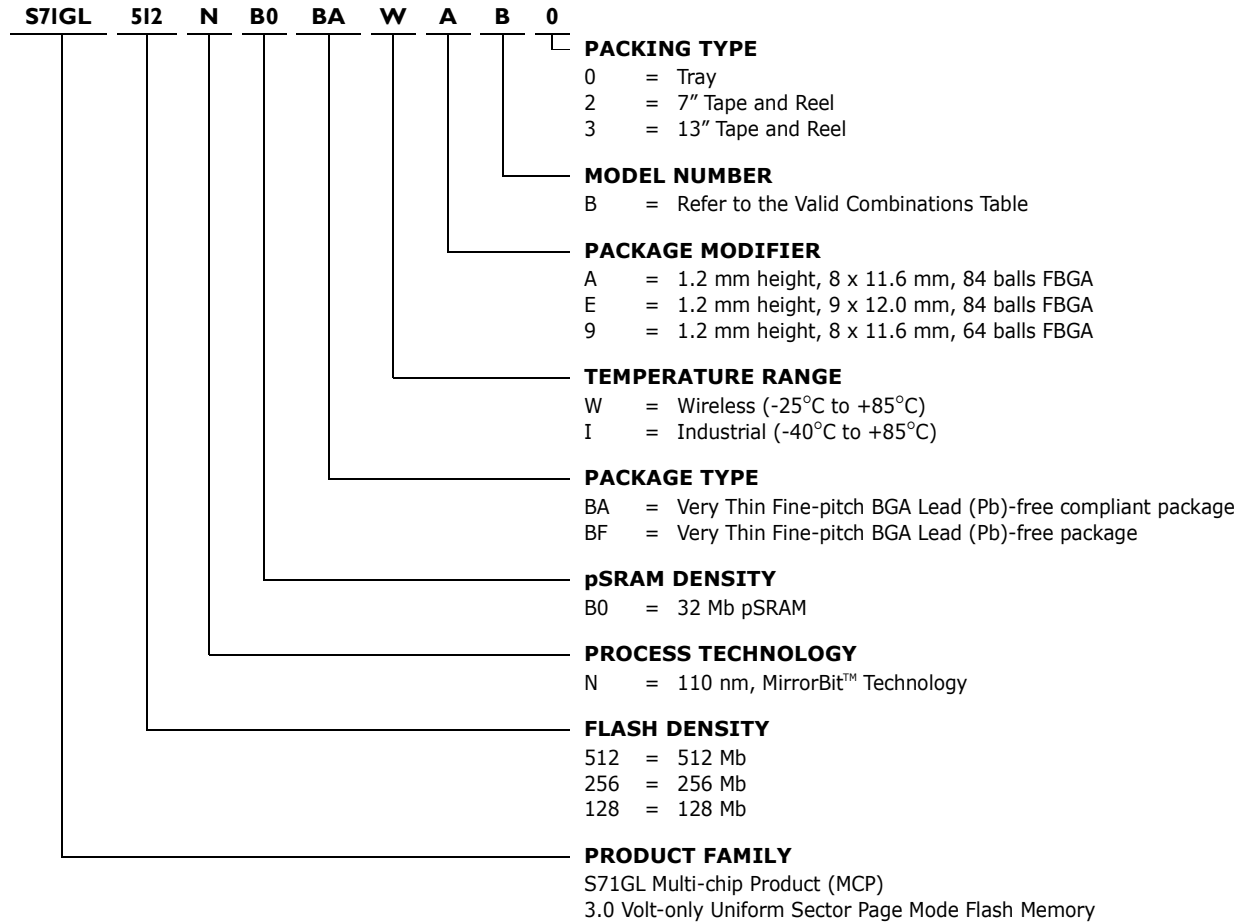 S71GL 512 N B0 BA W A B 0
PACKING TYPE
0 = Tray
2 = 7″ Tape and Reel
3 = 13″ Tape and Reel
MODEL NUMBER
B = Refer to the Valid Combinations Table
PACKAGE MODIFIER
A = 1.2 mm height, 8 x 11.6 mm, 84 balls FBGA
E = 1.2 mm height, 9 x 12.0 mm, 84 balls FBGA
9 = 1.2 mm height, 8 x 11.6 mm, 64 balls FBGA
TEMPERATURE RANGE
W = Wireless (-25°C to +85°C)
I = Industrial (-40°C to +85°C)
PACKAGE TYPE
BA = Very Thin Fine-pitch BGA Lead (Pb)-free compliant package
BF = Very Thin Fine-pitch BGA Lead (Pb)-free package
pSRAM DENSITY
B0 = 32 Mb pSRAM
PROCESS TECHNOLOGY
N = 110 nm, MirrorBit™ Technology
FLASH DENSITY
512 = 512 Mb
256 = 256 Mb
128 = 128 Mb
PRODUCT FAMILY
S71GL Multi-chip Product (MCP)
3.0 Volt-only Uniform Sector Page Mode Flash Memory